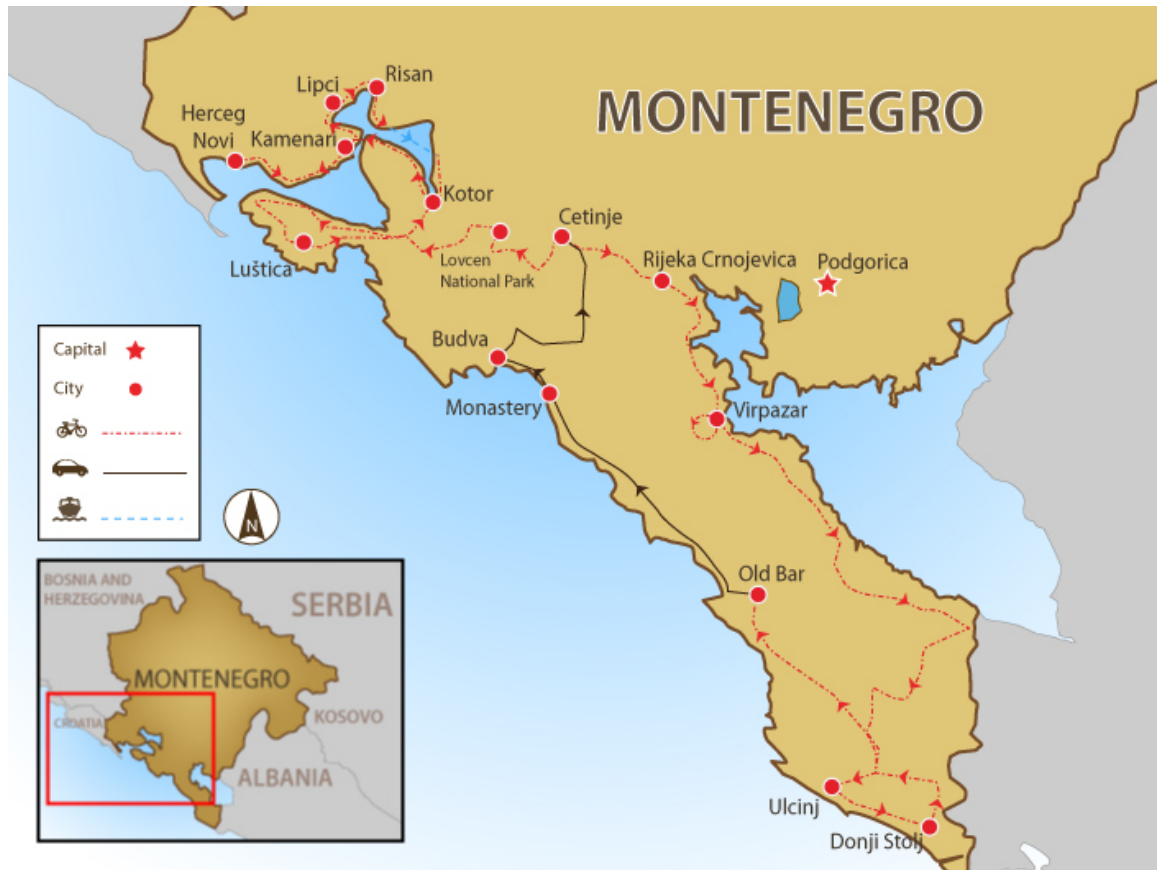 MONTENEGRO
Risan
Lipci
Herceg
Novi
Kamenari
Kotor
Cetinje
Luštica
Lovcen
National Park
Rijeka Crnojevica
Podgorica
Budva
Monastery
Virpazar
Old Bar
Ulcinj
Donji Stolj
Capital
City
N
BOSNIA AND
HERZEGOVINA
SERBIA
MONTENEGRO
CROATIA
KOSOVO
ALBANIA